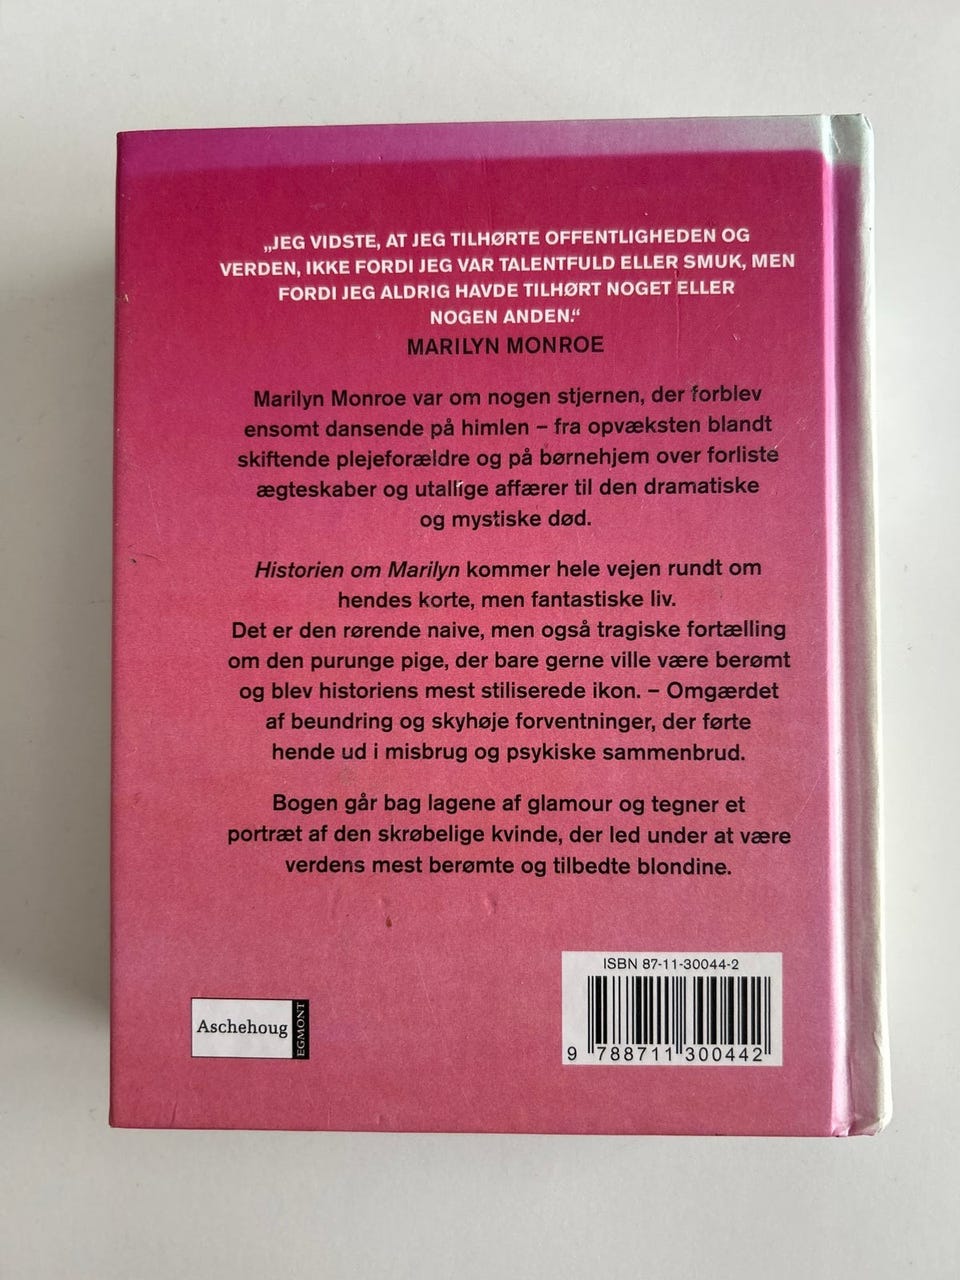 „JEG VIDSTE, AT JEG TILHØRTE OFFENTLIGHEDEN OG
VERDEN, IKKE FORDI JEG VAR TALENTFULD ELLER SMUK, MEN
FORDI JEG ALDRIG HAVDE TILHØRT NOGET ELLER
NOGEN ANDEN.“
MARILYN MONROE
Marilyn Monroe var om nogen stjernen, der forblev
ensomt dansende på himlen – fra opvæksten blandt
skiftende plejeforældre og på børnehjem over forliste
ægteskaber og utallige affærer til den dramatiske
og mystiske død.
Historien om Marilyn kommer hele vejen rundt om
hendes korte, men fantastiske liv.
Det er den rørende naive, men også tragiske fortælling
om den purunge pige, der bare gerne ville være berømt
og blev historiens mest stiliserede ikon. – Omgærdet
af beundring og skyhøje forventninger, der førte
hende ud i misbrug og psykiske sammenbrud.
Bogen går bag lagene af glamour og tegner et
portræt af den skrøbelige kvinde, der led under at være
verdens mest berømte og tilbedte blondine.
ISBN 87-11-30044-2
9 788711 300442
Aschehoug
EGMONT